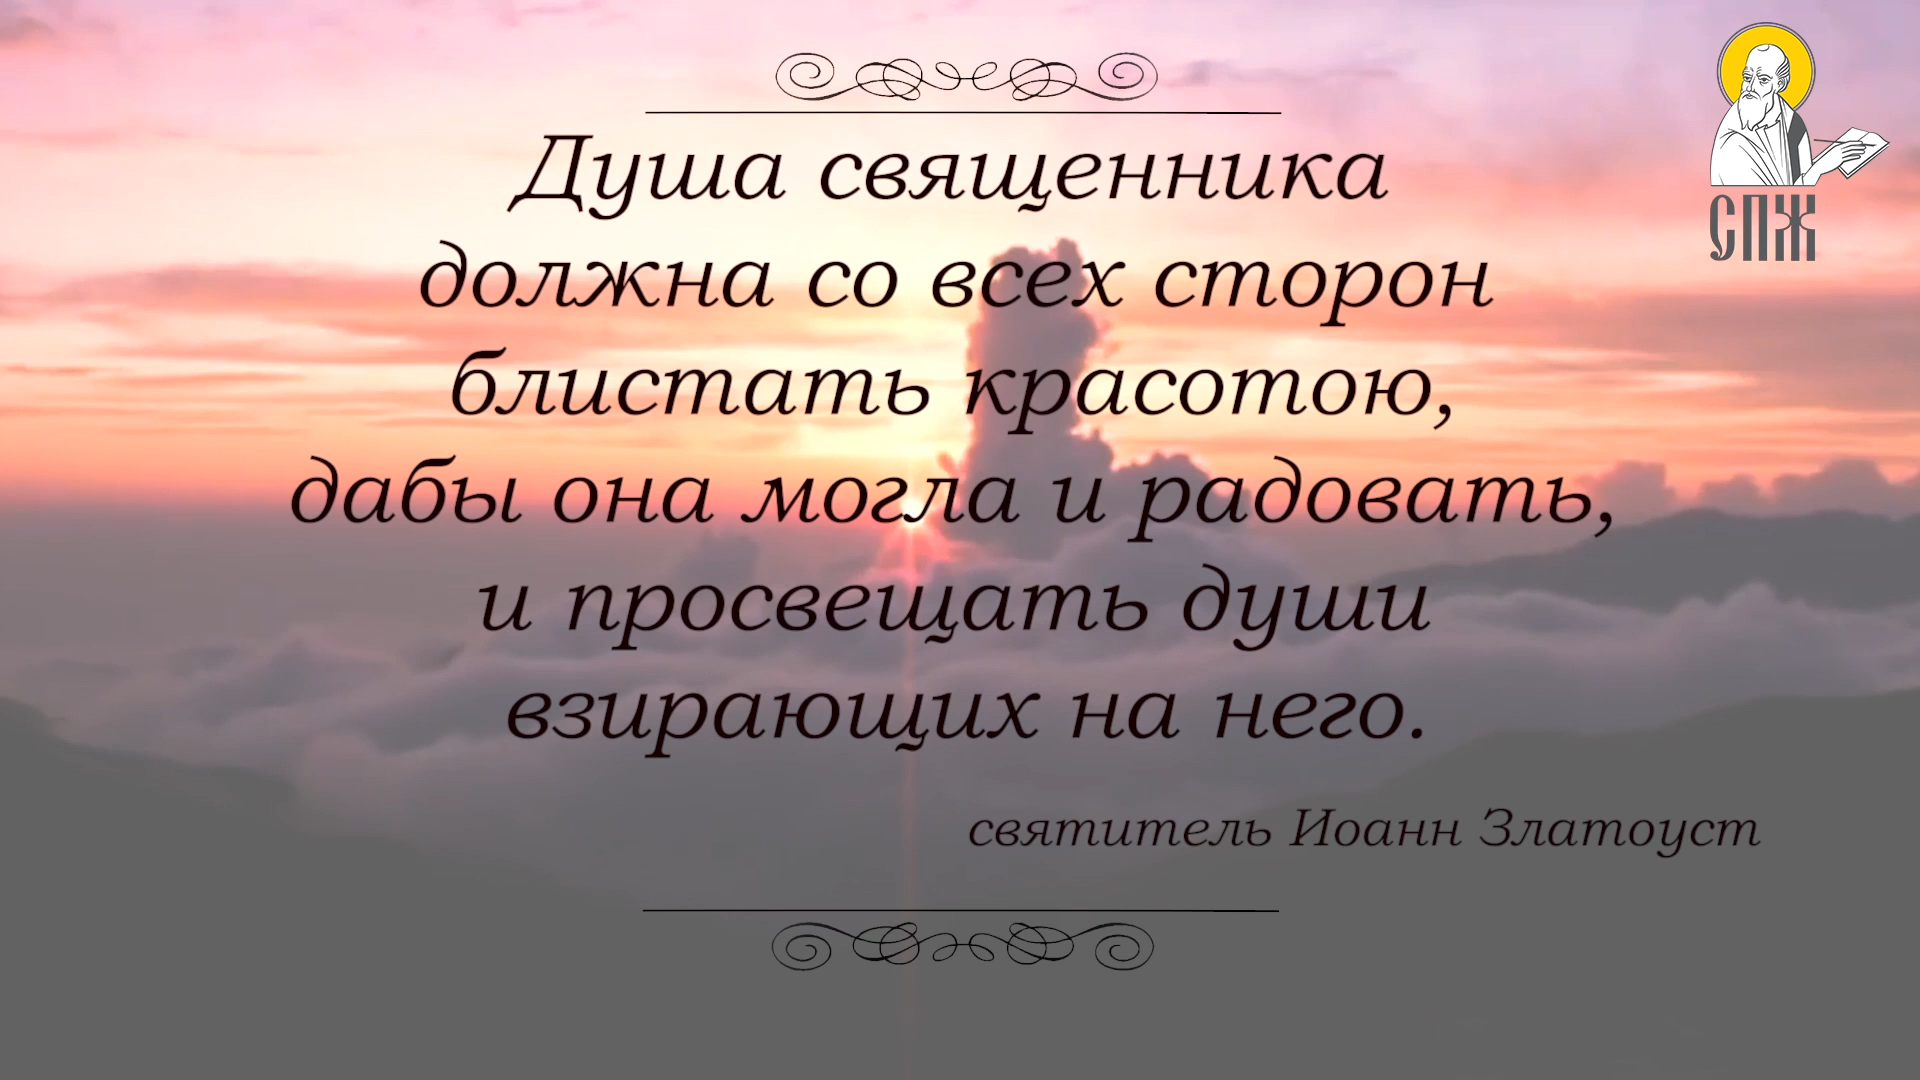 Душа священника
должна со всех сторон
блистать красотою,
дабы она могла и радовать,
и просвещать души
взирающих на него.
святитель Иоанн Златоуст
СПЖ